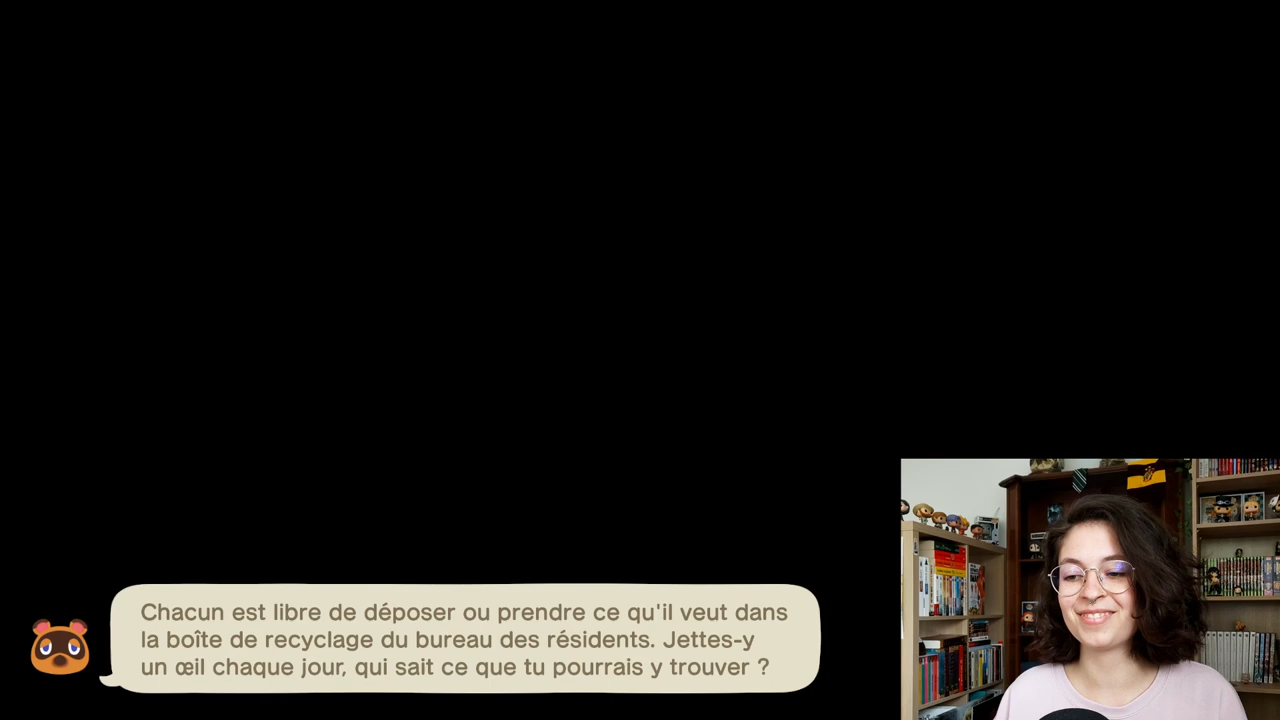 Chacun est libre de déposer ou prendre ce qu'il veut dans
la boîte de recyclage du bureau des résidents. Jettes-y
un œil chaque jour, qui sait ce que tu pourrais y trouver ?